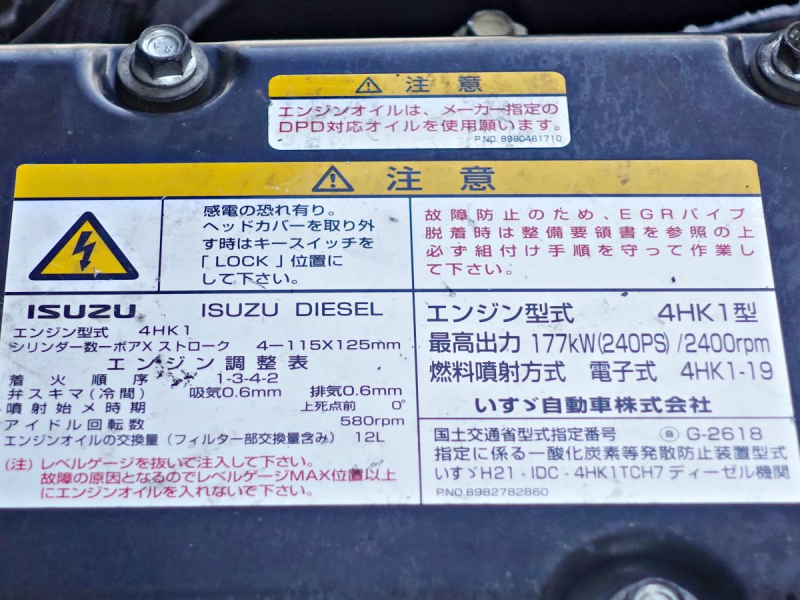 注意
エンジンオイルは、メーカー指定の
DPD対応オイルを使用願います。
P.NO. 8980461710
注意
感電の恐れ有り。
ヘッドカバーを取り外
す時はキースイッチを
「LOCK」位置に
して下さい。
故障防止のため、EGRパイプ
脱着時は整備要領書を参照の上
必ず組付け手順を守って作業し
て下さい。
ISUZU ISUZU DIESEL
エンジン型式 4HK1
シリンダー数ーボアX ストローク 4-115X125mm
エンジン調整表
着火順序 1-3-4-2
弁スキマ(冷間) 吸気0.6mm 排気0.6mm
噴射始メ時期 上死点前 0°
アイドル回転数 580rpm
エンジンオイルの交換量(フィルター部交換量含み) 12L
(注) レベルゲージを抜いて注入して下さい。
故障の原因となるのでレベルゲージMAX位置以上
にエンジンオイルを入れないで下さい。
エンジン型式 4HK1型
最高出力 177kW(240PS)/2400rpm
燃料噴射方式 電子式 4HK1-19
いすゞ自動車株式会社
国土交通省型式指定番号 G-2618
指定に係る一酸化炭素等発散防止装置型式
いすゞH21・IDC・4HK1TCH7 ディーゼル機関
P.NO.8982782860